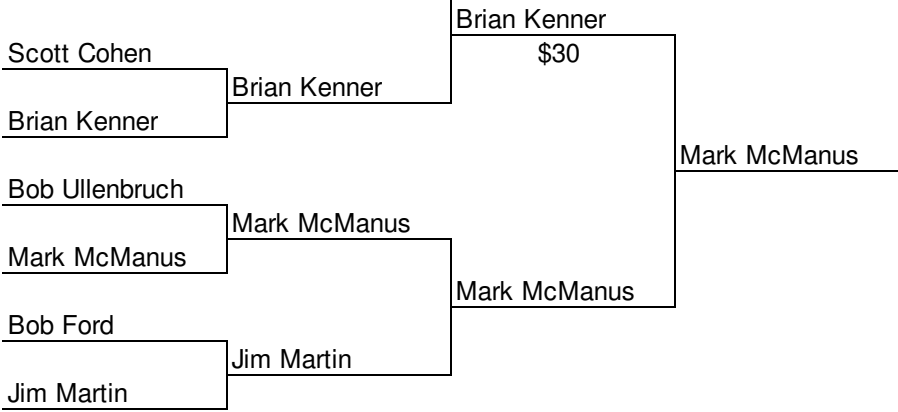 Brian Kenner
Scott Cohen
$30
Brian Kenner
Brian Kenner
Mark McManus
Bob Ullenbruch
Mark McManus
Mark McManus
Mark McManus
Bob Ford
Jim Martin
Jim Martin